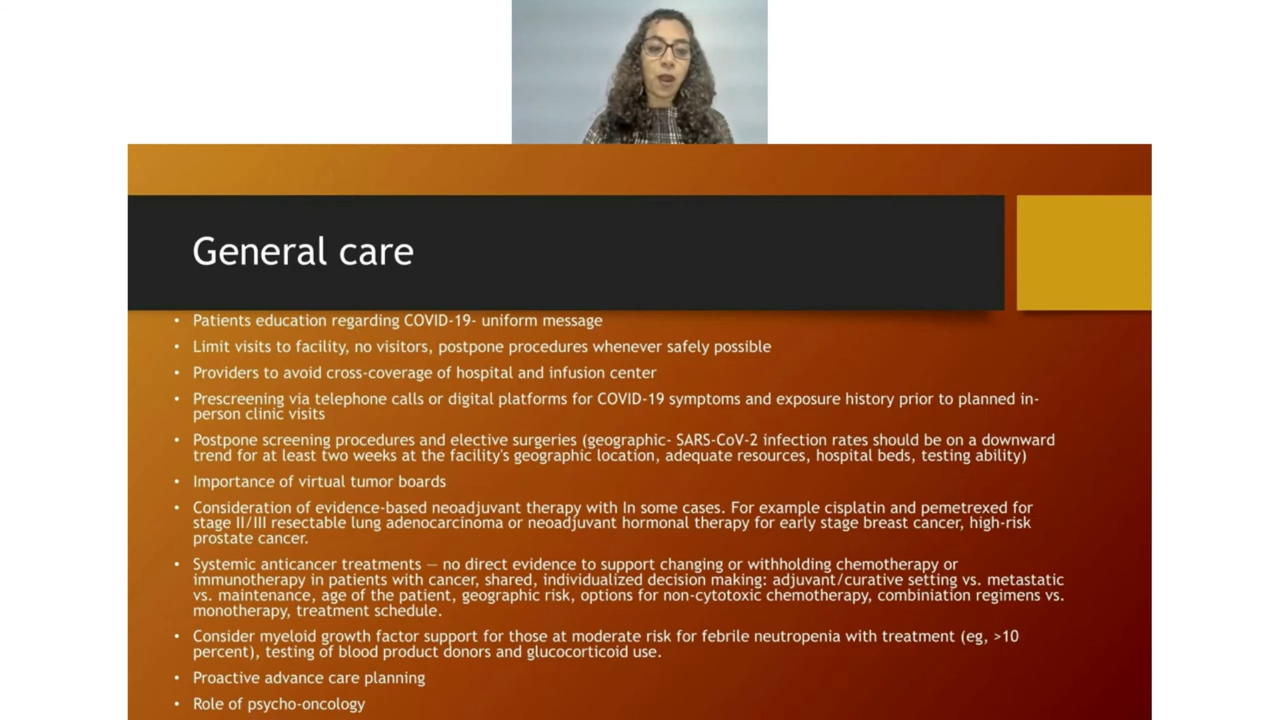 General care
• Patients education regarding COVID-19- uniform message
• Limit visits to facility, no visitors, postpone procedures whenever safely possible
• Providers to avoid cross-coverage of hospital and infusion center
• Prescreening via telephone calls or digital platforms for COVID-19 symptoms and exposure history prior to planned in-
person clinic visits
• Postpone screening procedures and elective surgeries (geographic- SARS-CoV-2 infection rates should be on a downward
trend for at least two weeks at the facility's geographic location, adequate resources, hospital beds, testing ability)
• Importance of virtual tumor boards
• Consideration of evidence-based neoadjuvant therapy with In some cases. For example cisplatin and pemetrexed for
stage II/III resectable lung adenocarcinoma or neoadjuvant hormonal therapy for early stage breast cancer, high-risk
prostate cancer.
• Systemic anticancer treatments — no direct evidence to support changing or withholding chemotherapy or
immunotherapy in patients with cancer, shared, individualized decision making: adjuvant/curative setting vs. metastatic
vs. maintenance, age of the patient, geographic risk, options for non-cytotoxic chemotherapy, combination regimens vs.
monotherapy, treatment schedule.
• Consider myeloid growth factor support for those at moderate risk for febrile neutropenia with treatment (eg, >10
percent), testing of blood product donors and glucocorticoid use.
• Proactive advance care planning
• Role of psycho-oncology